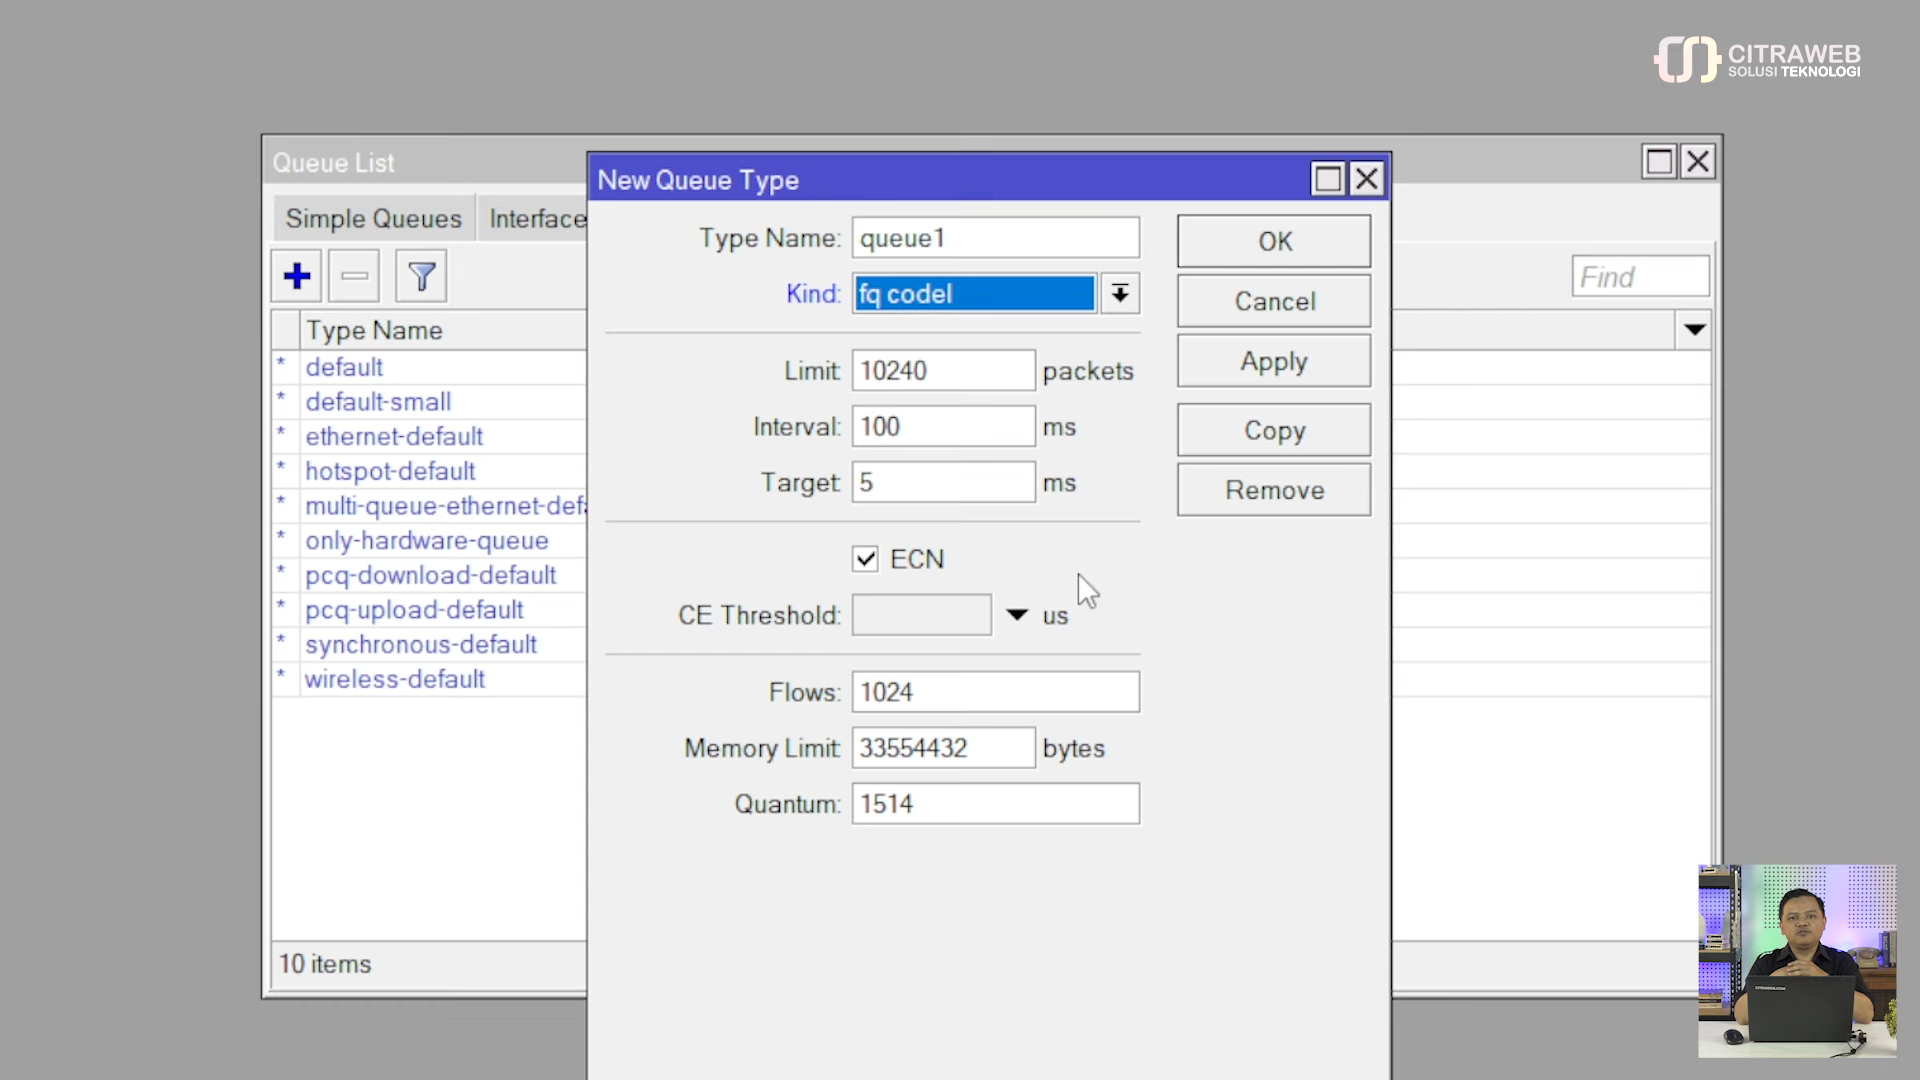 CITRAWEB
SOLUSI TEKNOLOGI
Queue List
New Queue Type
Simple Queues
Interface
Type Name: queue1
OK
Find
Kind: fq codel
Cancel
Type Name
default
Limit: 10240 packets
Apply
default-small
Interval: 100 ms
Copy
ethernet-default
hotspot-default
Target: 5 ms
Remove
multi-queue-ethernet-defa
only-hardware-queue
ECN
pcq-download-default
pcq-upload-default
CE Threshold: us
synchronous-default
wireless-default
Flows: 1024
Memory Limit: 33554432 bytes
Quantum: 1514
10 items
CITRAWEB.COM